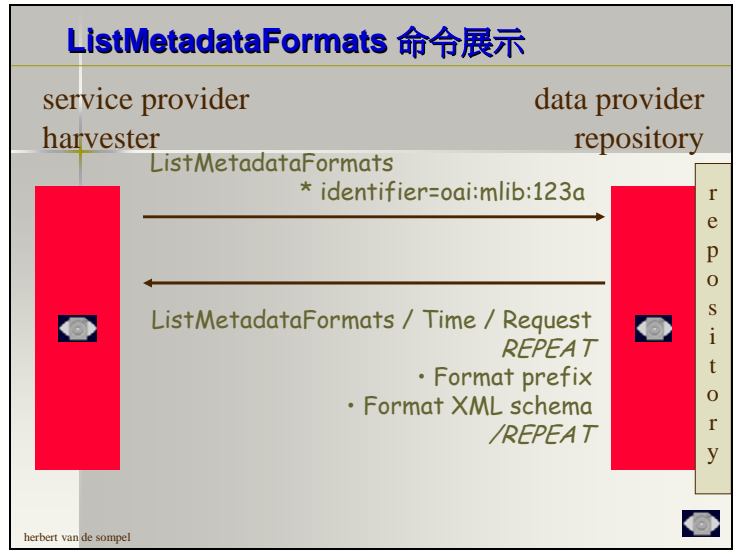 ListMetadataFormats 命令展示
service provider
harvester
data provider
repository
ListMetadataFormats
* identifier=oai:mlib:123a
ListMetadataFormats / Time / Request
REPEAT
• Format prefix
• Format XML schema
/REPEAT
repository
herbert van de sompel